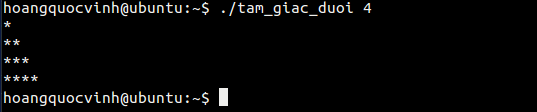 hoangquocvinh@ubuntu:~$ ./tam_giac_duoi 4
*
**
***
****
hoangquocvinh@ubuntu:~$